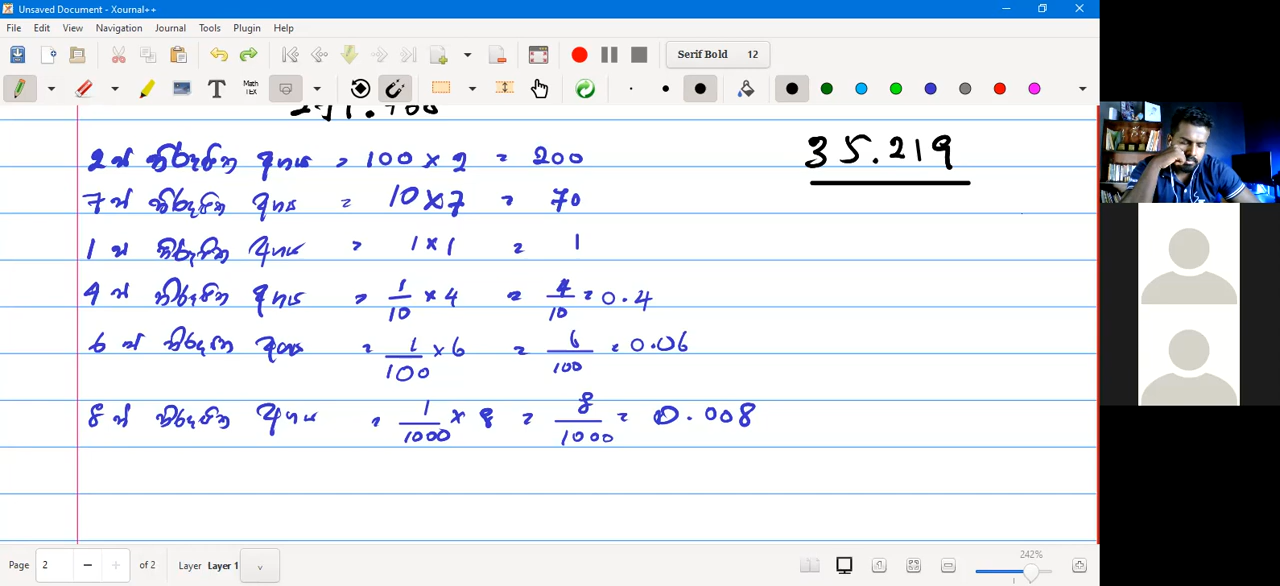 Unsaved Document - Xournal++
File Edit View Navigation Journal Tools Plugin Help
Serif Bold 12
Math TEX
35.219
2 න් නිරූපිත අගය = 100 × 2 = 200
7 න් නිරූපිත අගය = 10 × 7 = 70
1 න් නිරූපිත අගය = 1 × 1 = 1
4 න් නිරූපිත අගය = 1/10 × 4 = 4/10 = 0.4
6 න් නිරූපිත අගය = 1/100 × 6 = 6/100 = 0.06
8 න් නිරූපිත අගය = 1/1000 × 8 = 8/1000 = 0.008
Page 2 of 2 Layer Layer 1 242%